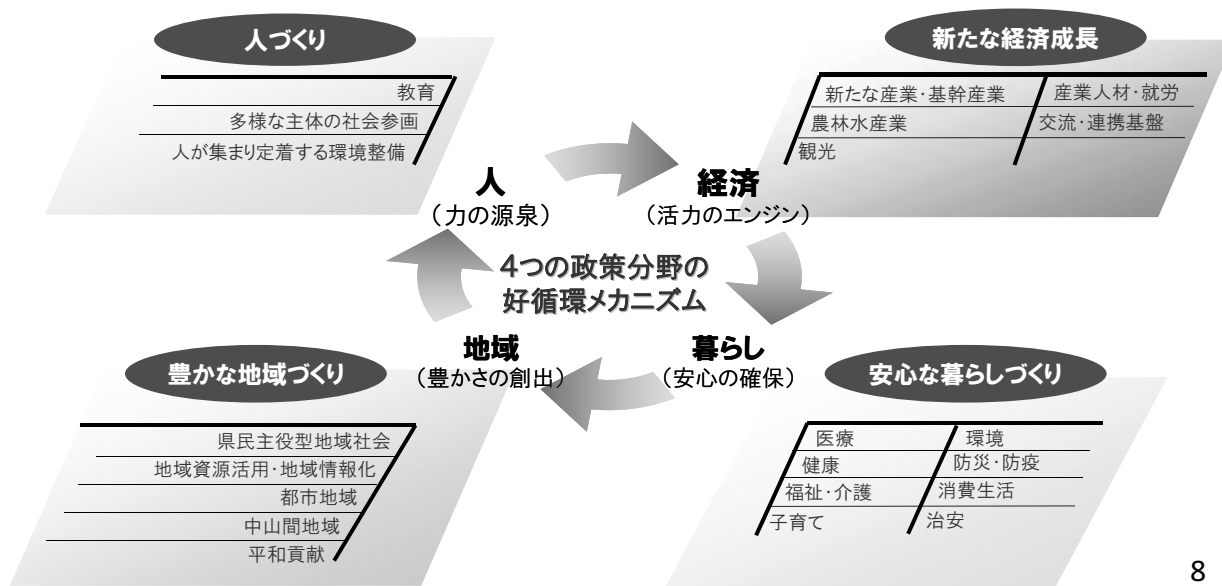 人づくり
教育
多様な主体の社会参画
人が集まり定着する環境整備
新たな経済成長
新たな産業・基幹産業
産業人材・就労
農林水産業
交流・連携基盤
観光
人
(力の源泉)
経済
(活力のエンジン)
4つの政策分野の
好循環メカニズム
地域
(豊かさの創出)
暮らし
(安心の確保)
豊かな地域づくり
県民主役型地域社会
地域資源活用・地域情報化
都市地域
中山間地域
平和貢献
安心な暮らしづくり
医療
環境
健康
防災・防疫
福祉・介護
消費生活
子育て
治安
8